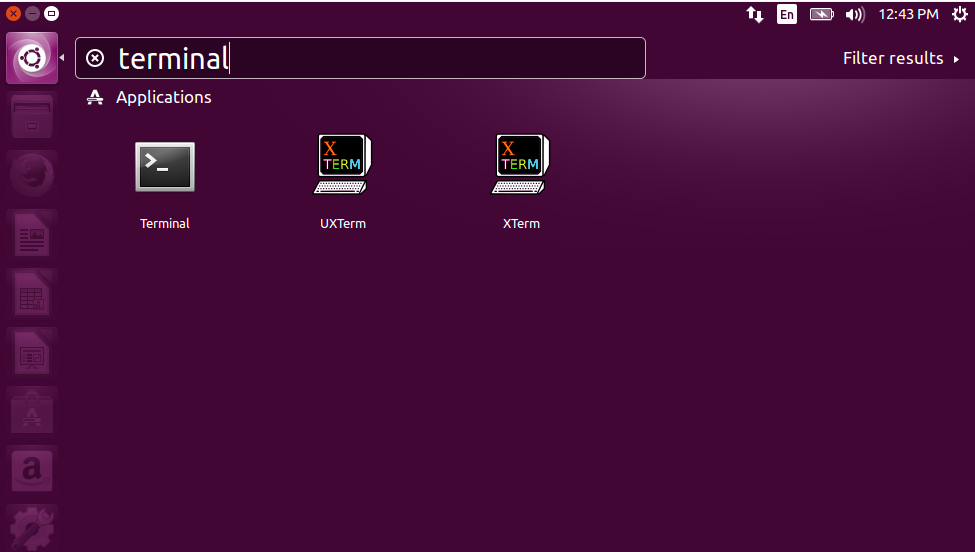 En 12:43 PM
terminal
Filter results
Applications
X
TERM
X
TERM
Terminal
UXTerm
XTerm
a